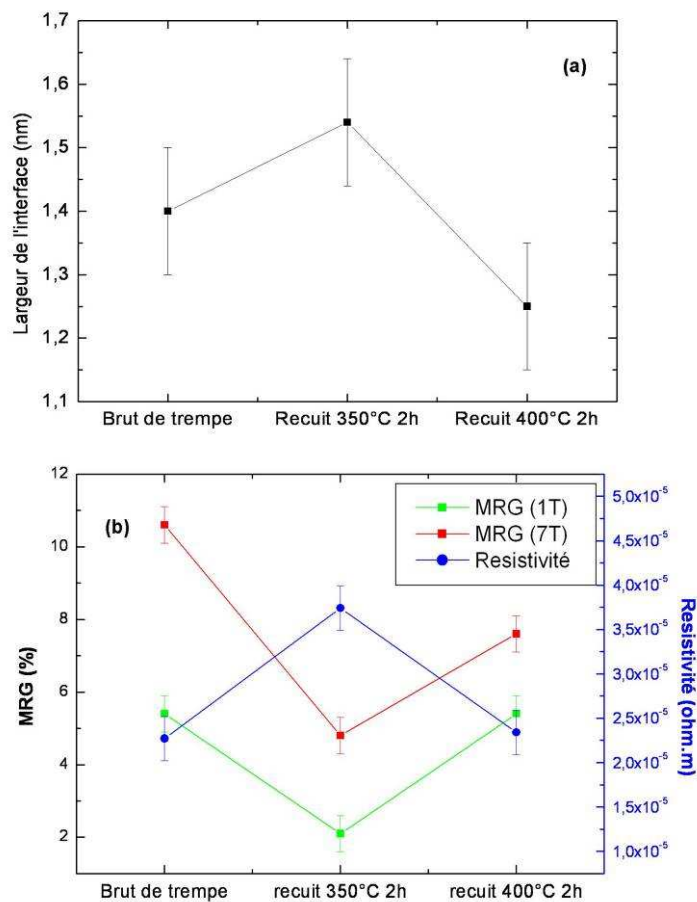 1,7
(a)
1,6
1,5
1,4
1,3
1,2
1,1
Largeur de l'interface (nm)
Brut de trempe
Recuit 350°C 2h
Recuit 400°C 2h
12
(b)
10
8
6
4
2
MRG (%)
MRG (1T)
MRG (7T)
Resistivité
5,0x10⁻⁵
4,5x10⁻⁵
4,0x10⁻⁵
3,5x10⁻⁵
3,0x10⁻⁵
2,5x10⁻⁵
2,0x10⁻⁵
1,5x10⁻⁵
1,0x10⁻⁵
Resistivité (ohm.m)
Brut de trempe
recuit 350°C 2h
recuit 400°C 2h